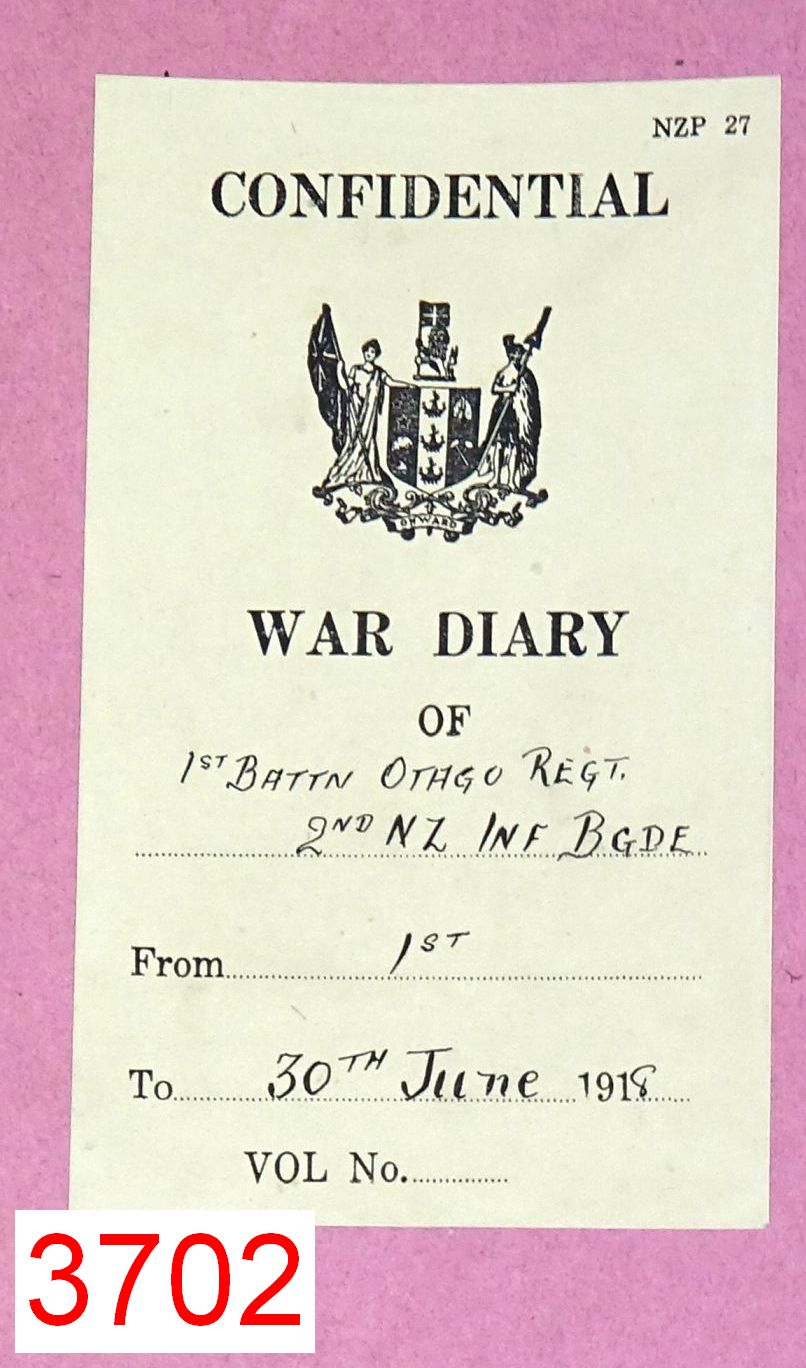 NZP 27
CONFIDENTIAL
ONWARD
WAR DIARY
OF
1ST BATTN OTAGO REGT.
2ND NZ INF BGDE
From 1ST
To 30TH June 1918
VOL No.
3702